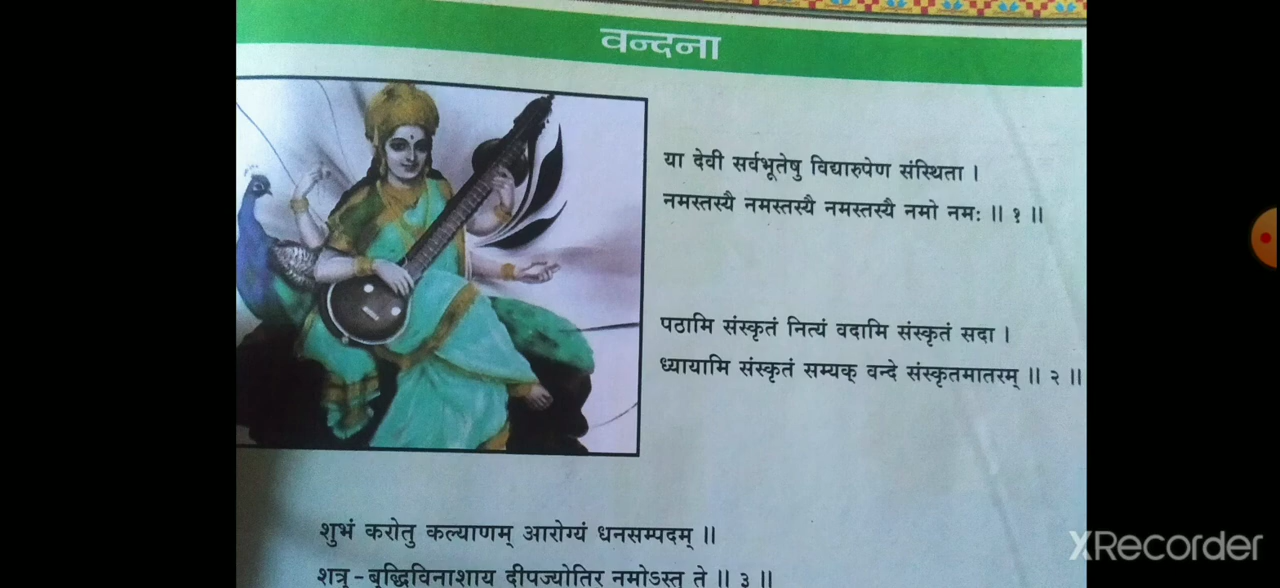 वन्दना
या देवी सर्वभूतेषु विद्यारुपेण संस्थिता ।
नमस्तस्यै नमस्तस्यै नमस्तस्यै नमो नमः ॥ १ ॥
पठामि संस्कृतं नित्यं वदामि संस्कृतं सदा ।
ध्यायामि संस्कृतं सम्यक् वन्दे संस्कृतमातरम् ॥ २ ॥
शुभं करोतु कल्याणम् आरोग्यं धनसम्पदम् ॥
शत्रु-बुद्धिविनाशाय दीपज्योतिर नमोऽस्तु ते ॥ ३ ॥
XRecorder